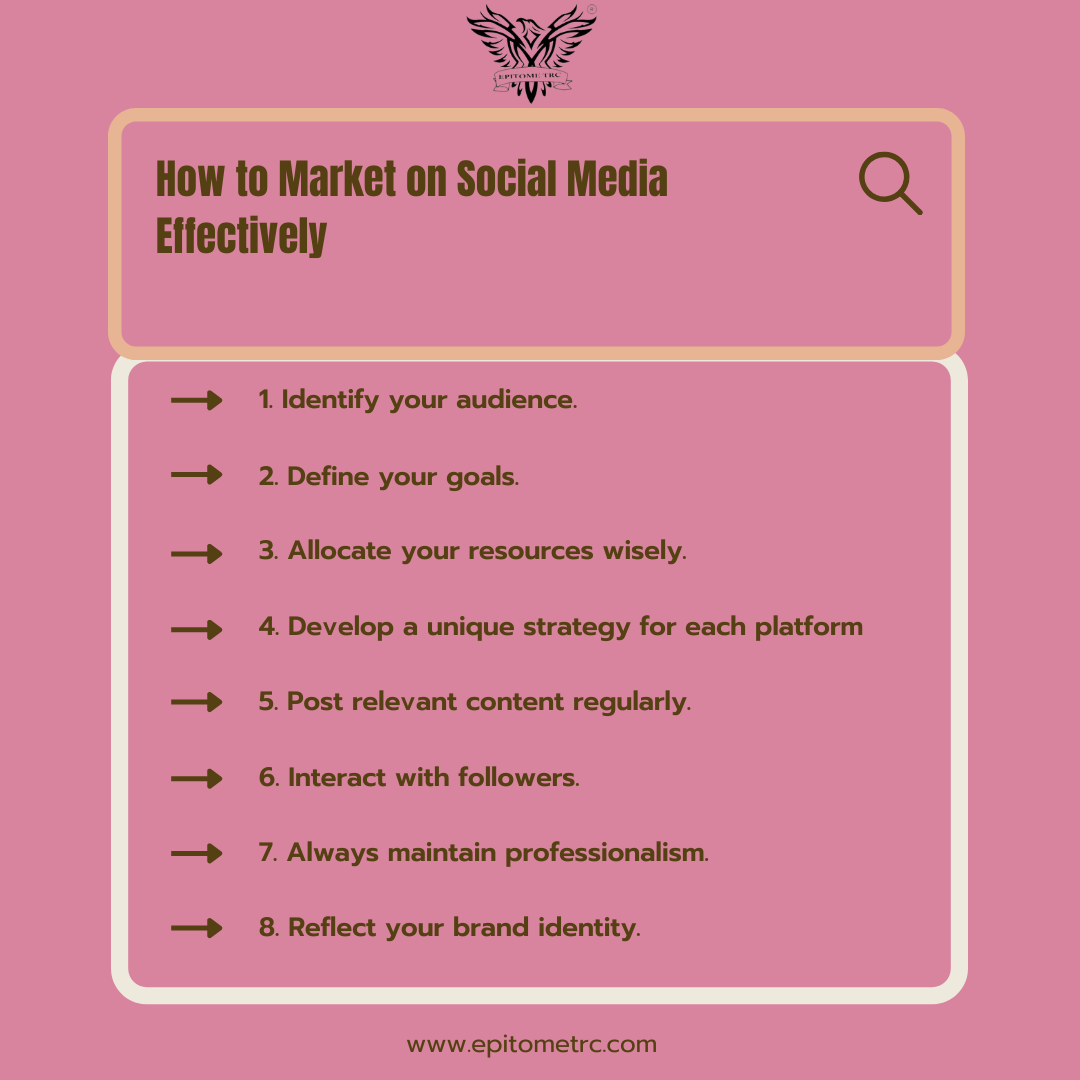 EPITOME TRC
How to Market on Social Media
Effectively
1. Identify your audience.
2. Define your goals.
3. Allocate your resources wisely.
4. Develop a unique strategy for each platform
5. Post relevant content regularly.
6. Interact with followers.
7. Always maintain professionalism.
8. Reflect your brand identity.
www.epitometrc.com